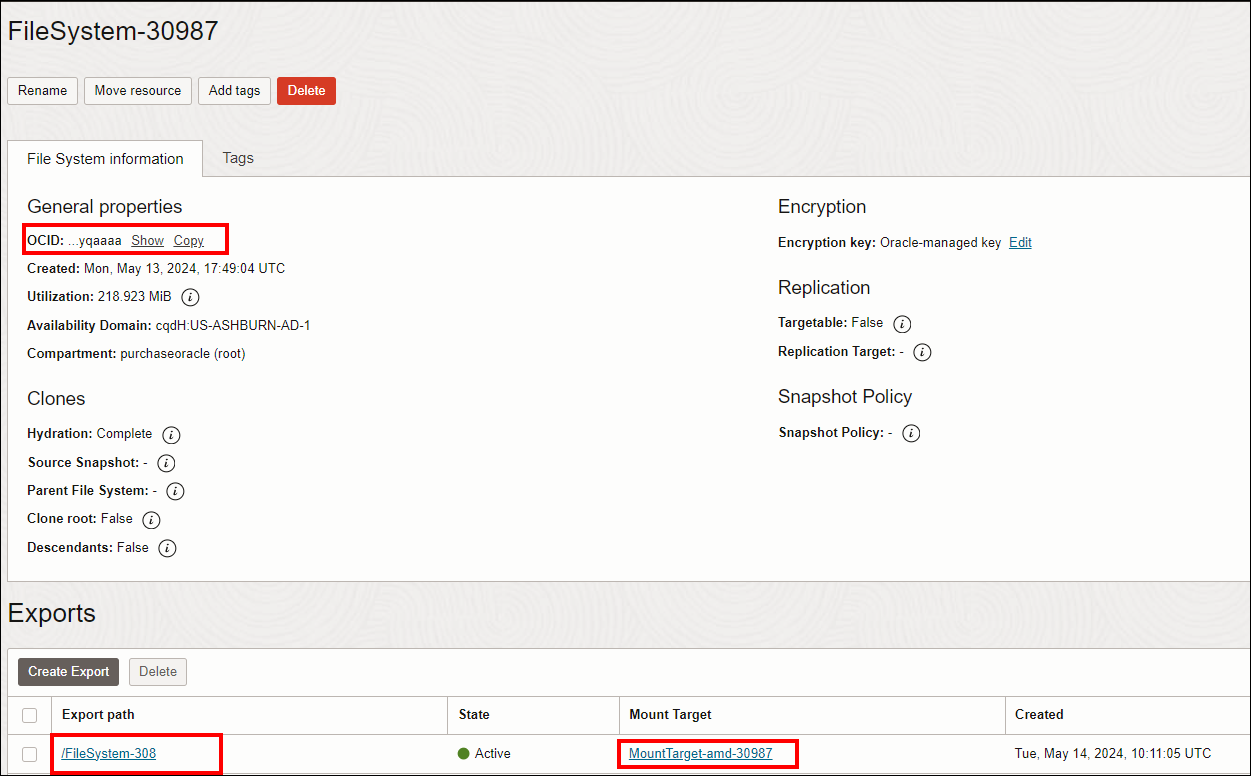 FileSystem-30987
Rename Move resource Add tags Delete
File System information Tags
General properties
OCID: ...yqaaaa Show Copy
Created: Mon, May 13, 2024, 17:49:04 UTC
Utilization: 218.923 MiB i
Availability Domain: cqdH:US-ASHBURN-AD-1
Compartment: purchaseoracle (root)
Clones
Hydration: Complete i
Source Snapshot: - i
Parent File System: - i
Clone root: False i
Descendants: False i
Encryption
Encryption key: Oracle-managed key Edit
Replication
Targetable: False i
Replication Target: - i
Snapshot Policy
Snapshot Policy: - i
Exports
Create Export Delete
Export path State Mount Target Created
/FileSystem-308 Active MountTarget-amd-30987 Tue, May 14, 2024, 10:11:05 UTC